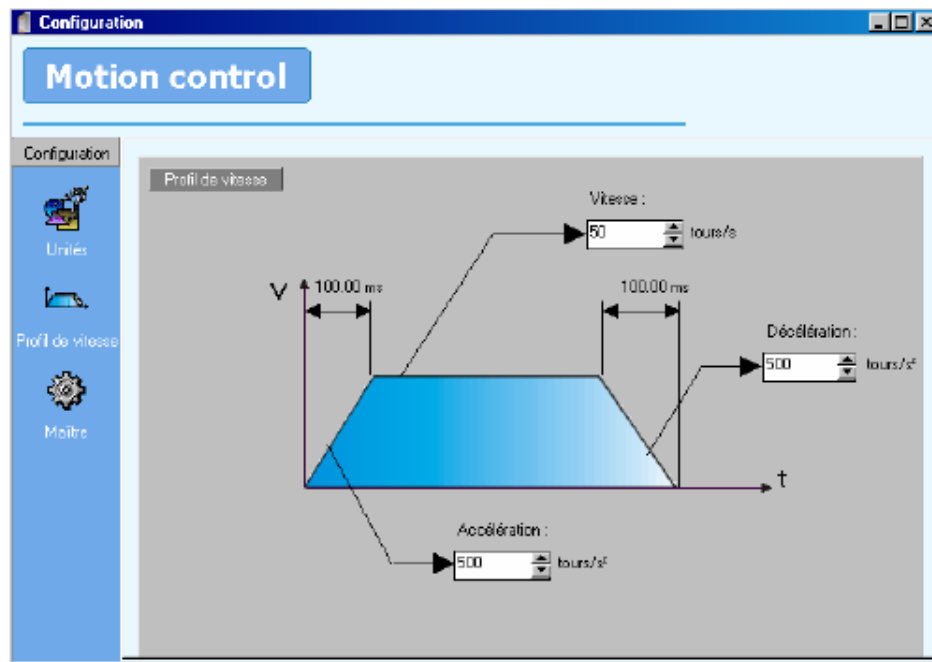 Configuration
Motion control
Configuration
Unités
Profil de vitesse
Maître
Profil de vitesse
Vitesse :
50 tours/s
V
100.00 ms
100.00 ms
Décélération :
500 tours/s²
t
Accélération :
500 tours/s²